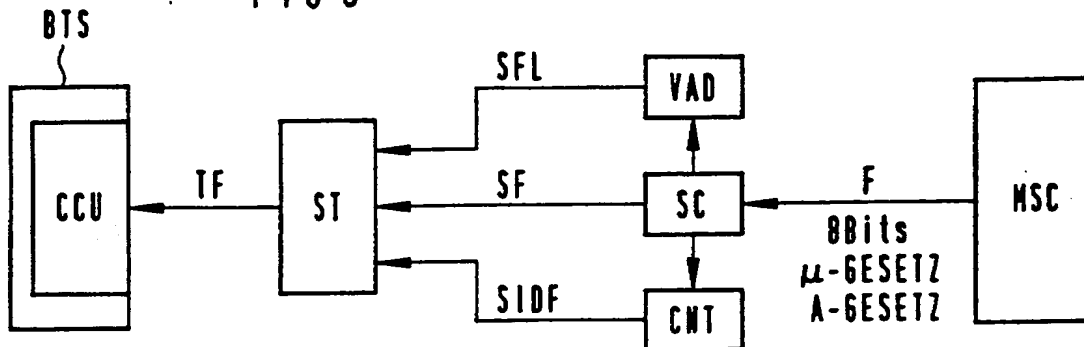 BTS
SFL
VAD
CCU
TF
ST
SF
SC
F
MSC
8Bits
μ-GESETZ
A-GESETZ
SIDF
CNT